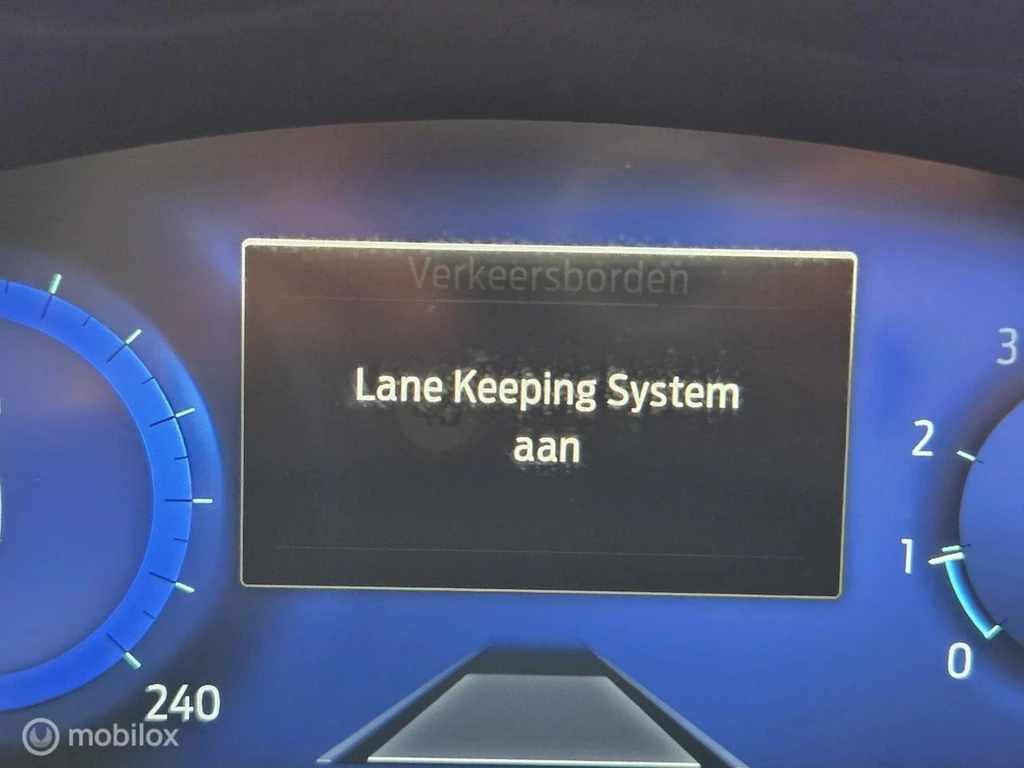 Verkeersborden
Lane Keeping System
aan
3
2
1
0
240
mobilox